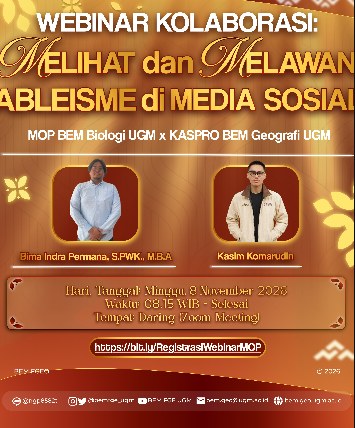 WEBINAR KOLABORASI:
MELIHAT dan MELAWAN
ABLEISME di MEDIA SOSIAL
MOP BEM Biologi UGM x KASPRO BEM Geografi UGM
Bima Indra Permana, S.PWK., M.B.A
Kasim Komarudin
Hari, Tanggal: Minggu, 8 November 2026
Waktu: 08.15 WIB - Selesai
Tempat: Daring (Zoom Meeting)
https://bit.ly/RegistrasiWebinarMOP
© 2026